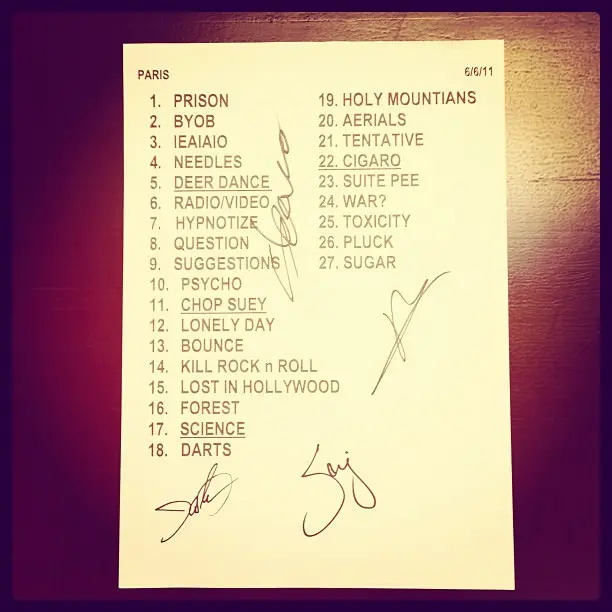 PARIS
6/6/11
1. PRISON
2. BYOB
3. IEAIAIO
4. NEEDLES
5. DEER DANCE
6. RADIO/VIDEO
7. HYPNOTIZE
8. QUESTION
9. SUGGESTIONS
10. PSYCHO
11. CHOP SUEY
12. LONELY DAY
13. BOUNCE
14. KILL ROCK n ROLL
15. LOST IN HOLLYWOOD
16. FOREST
17. SCIENCE
18. DARTS
19. HOLY MOUNTIANS
20. AERIALS
21. TENTATIVE
22. CIGARO
23. SUITE PEE
24. WAR?
25. TOXICITY
26. PLUCK
27. SUGAR